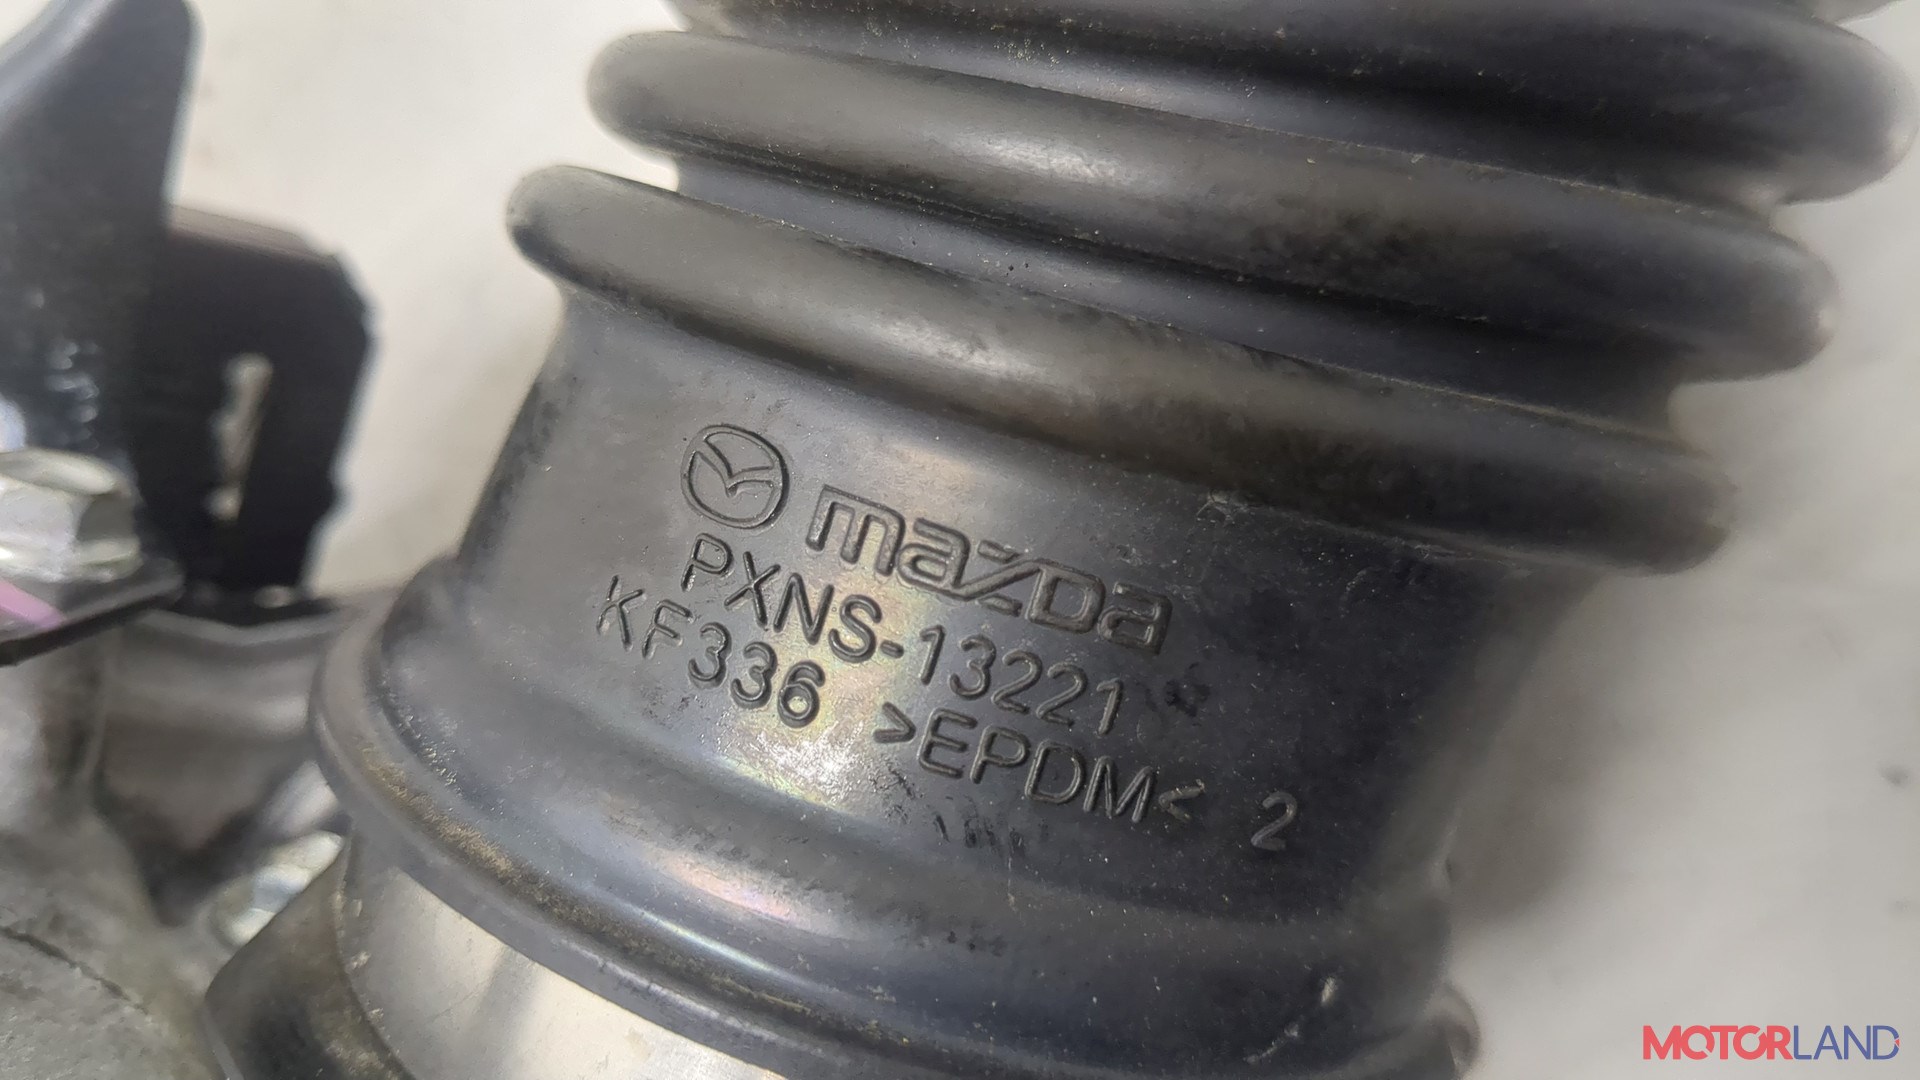 mazda
PXNS-13221
KF336 >EPDM< 2
MOTORLAND